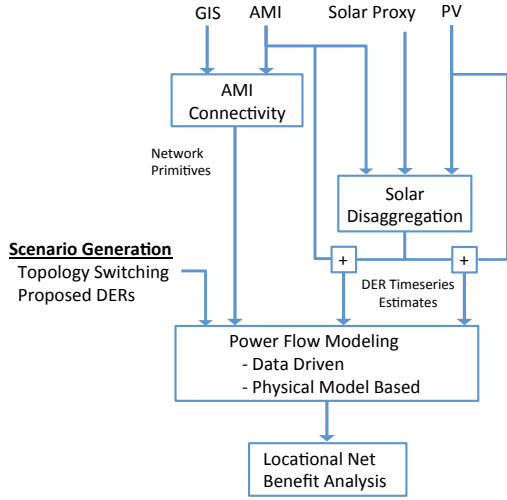 GIS AMI Solar Proxy PV
AMI
Connectivity
Network
Primitives
Solar
Disaggregation
Scenario Generation
Topology Switching
Proposed DERs
+ +
DER Timeseries
Estimates
Power Flow Modeling
- Data Driven
- Physical Model Based
Locational Net
Benefit Analysis